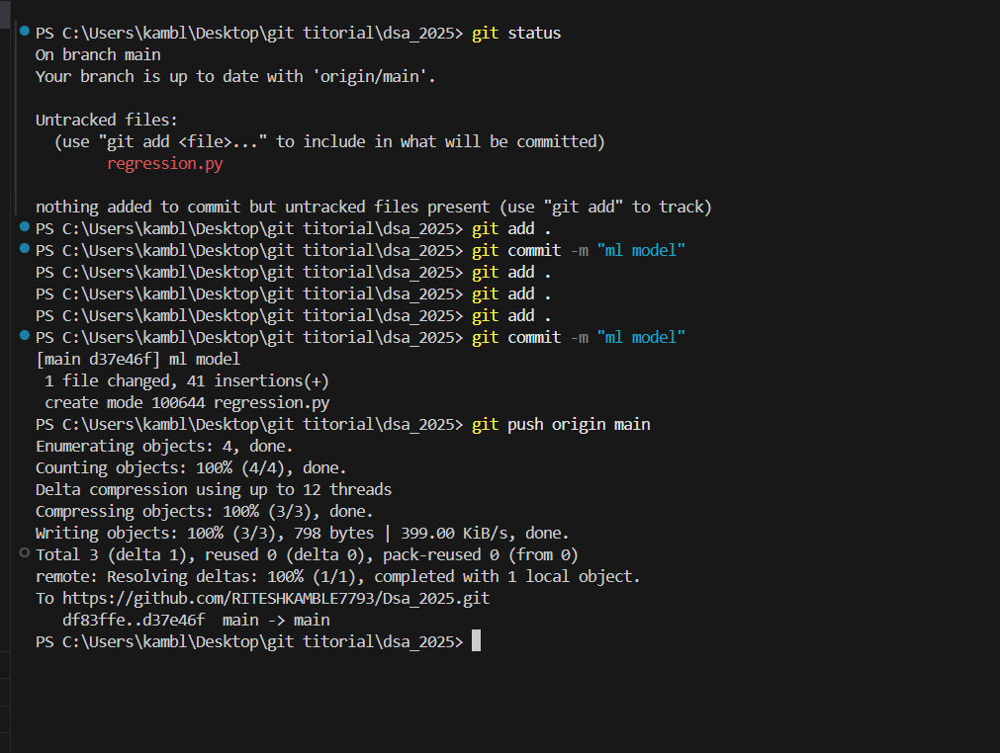 PS C:\Users\kambl\Desktop\git titorial\dsa_2025> git status
On branch main
Your branch is up to date with 'origin/main'.
Untracked files:
  (use "git add <file>..." to include in what will be committed)
        regression.py
nothing added to commit but untracked files present (use "git add" to track)
PS C:\Users\kambl\Desktop\git titorial\dsa_2025> git add .
PS C:\Users\kambl\Desktop\git titorial\dsa_2025> git commit -m "ml model"
PS C:\Users\kambl\Desktop\git titorial\dsa_2025> git add .
PS C:\Users\kambl\Desktop\git titorial\dsa_2025> git add .
PS C:\Users\kambl\Desktop\git titorial\dsa_2025> git add .
PS C:\Users\kambl\Desktop\git titorial\dsa_2025> git commit -m "ml model"
[main d37e46f] ml model
 1 file changed, 41 insertions(+)
 create mode 100644 regression.py
PS C:\Users\kambl\Desktop\git titorial\dsa_2025> git push origin main
Enumerating objects: 4, done.
Counting objects: 100% (4/4), done.
Delta compression using up to 12 threads
Compressing objects: 100% (3/3), done.
Writing objects: 100% (3/3), 798 bytes | 399.00 KiB/s, done.
Total 3 (delta 1), reused 0 (delta 0), pack-reused 0 (from 0)
remote: Resolving deltas: 100% (1/1), completed with 1 local object.
To https://github.com/RITESHKAMBLE7793/Dsa_2025.git
   df83ffe..d37e46f  main -> main
PS C:\Users\kambl\Desktop\git titorial\dsa_2025>